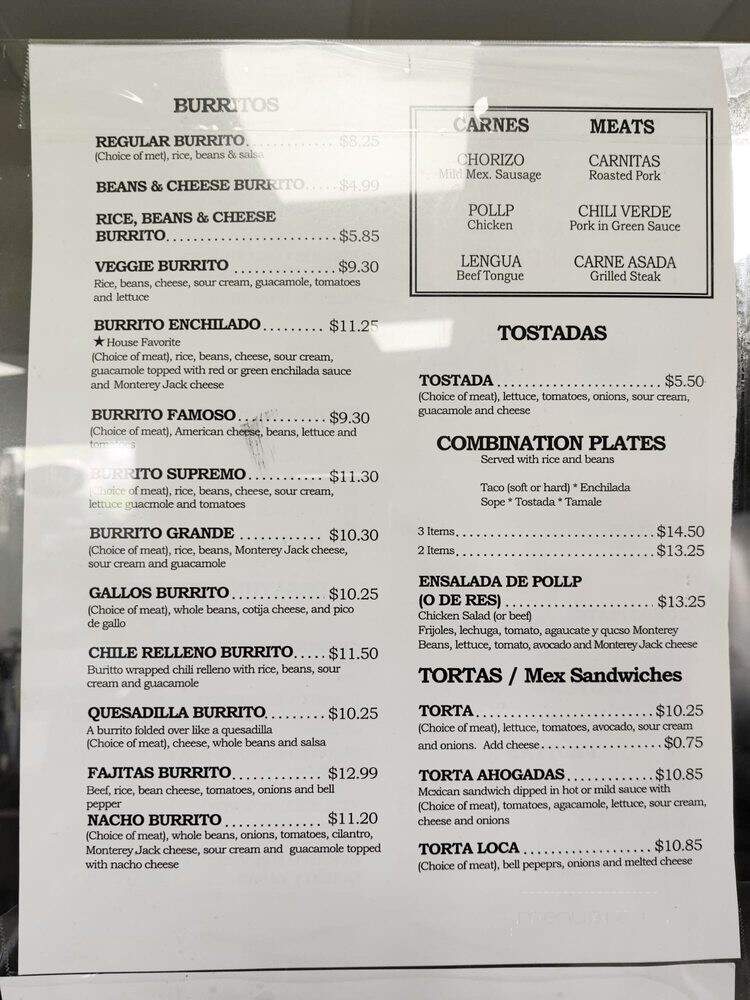 BURRITOS
REGULAR BURRITO. . . . . . . . . . . . . $8.25
(Choice of met), rice, beans & salsa
BEANS & CHEESE BURRITO. . . . . $4.99
RICE, BEANS & CHEESE
BURRITO. . . . . . . . . . . . . . . . . . . . . . . . $5.85
VEGGIE BURRITO . . . . . . . . . . . . . . $9.30
Rice, beans, cheese, sour cream, guacamole, tomatoes
and lettuce
BURRITO ENCHILADO. . . . . . . . . $11.25
★ House Favorite
(Choice of meat), rice, beans, cheese, sour cream,
guacamole topped with red or green enchilada sauce
and Monterey Jack cheese
BURRITO FAMOSO. . . . . . . . . . . . . $9.30
(Choice of meat), American cheese, beans, lettuce and
tomatoes
BURRITO SUPREMO. . . . . . . . . . . $11.30
(Choice of meat), rice, beans, cheese, sour cream,
lettuce guacmole and tomatoes
BURRITO GRANDE . . . . . . . . . . . . $10.30
(Choice of meat), rice, beans, Monterey Jack cheese,
sour cream and guacamole
GALLOS BURRITO. . . . . . . . . . . . . $10.25
(Choice of meat), whole beans, cotija cheese, and pico
de gallo
CHILE RELLENO BURRITO. . . . . $11.50
Buritto wrapped chili relleno with rice, beans, sour
cream and guacamole
QUESADILLA BURRITO. . . . . . . . . $10.25
A burrito folded over like a quesadilla
(Choice of meat), cheese, whole beans and salsa
FAJITAS BURRITO. . . . . . . . . . . . . $12.99
Beef, rice, bean cheese, tomatoes, onions and bell
pepper
NACHO BURRITO . . . . . . . . . . . . . . $11.20
(Choice of meat), whole beans, onions, tomatoes, cilantro,
Monterey Jack cheese, sour cream and guacamole topped
with nacho cheese
CARNES MEATS
CHORIZO CARNITAS
Mild Mex. Sausage Roasted Pork
POLLP CHILI VERDE
Chicken Pork in Green Sauce
LENGUA CARNE ASADA
Beef Tongue Grilled Steak
TOSTADAS
TOSTADA . . . . . . . . . . . . . . . . . . . . . . . $5.50
(Choice of meat), lettuce, tomatoes, onions, sour cream,
guacamole and cheese
COMBINATION PLATES
Served with rice and beans
Taco (soft or hard) * Enchilada
Sope * Tostada * Tamale
3 Items. . . . . . . . . . . . . . . . . . . . . . . . . . . . $14.50
2 Items. . . . . . . . . . . . . . . . . . . . . . . . . . . . $13.25
ENSALADA DE POLLP
(O DE RES) . . . . . . . . . . . . . . . . . . . . . $13.25
Chicken Salad (or beef)
Frijoles, lechuga, tomato, agaucate y qucso Monterey
Beans, lettuce, tomato, avocado and Monterey Jack cheese
TORTAS / Mex Sandwiches
TORTA. . . . . . . . . . . . . . . . . . . . . . . . . $10.25
(Choice of meat), lettuce, tomatoes, avocado, sour cream
and onions. Add cheese. . . . . . . . . . . . . . . . . $0.75
TORTA AHOGADAS. . . . . . . . . . . . $10.85
Mexican sandwich dipped in hot or mild sauce with
(Choice of meat), tomatoes, agacamole, lettuce, sour cream,
cheese and onions
TORTA LOCA . . . . . . . . . . . . . . . . . . $10.85
(Choice of meat), bell pepeprs, onions and melted cheese